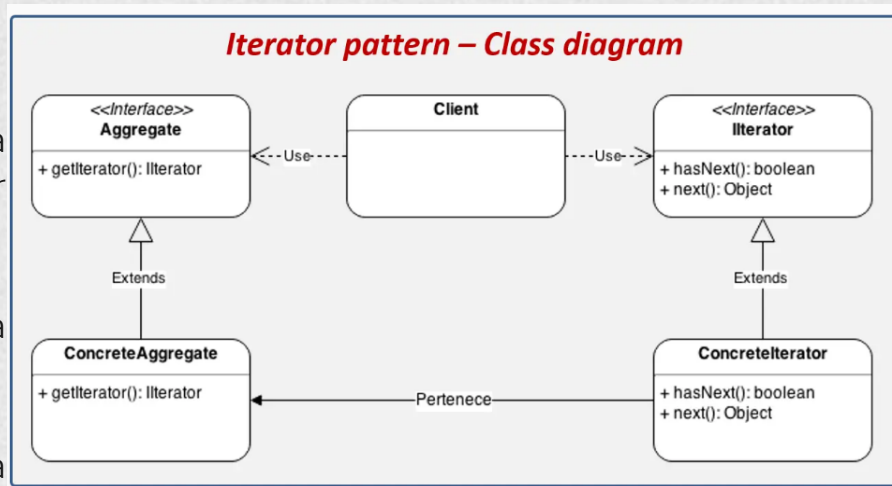 Iterator pattern – Class diagram
<<Interface>>
Aggregate
+ getIterator(): IIterator
Client
<<Interface>>
IIterator
+ hasNext(): boolean
+ next(): Object
Use
Use
Extends
Extends
ConcreteAggregate
+ getIterator(): IIterator
Pertenece
ConcreteIterator
+ hasNext(): boolean
+ next(): Object
a
a
a